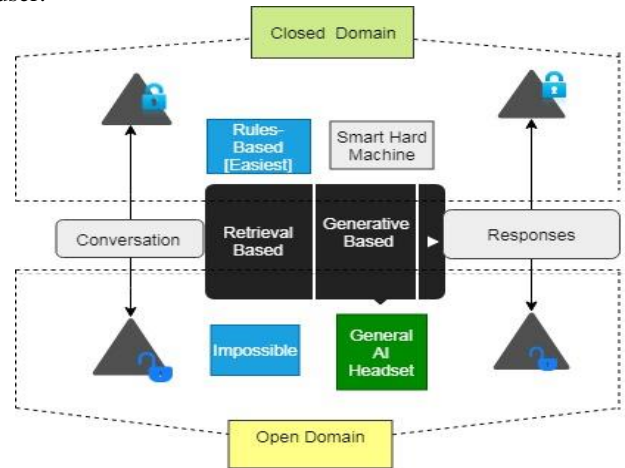 user.
Closed Domain
Rules-
Based
[Easiest]
Smart Hard
Machine
Conversation
Retrieval
Based
Generative
Based
Responses
Impossible
General
AI
Headset
Open Domain